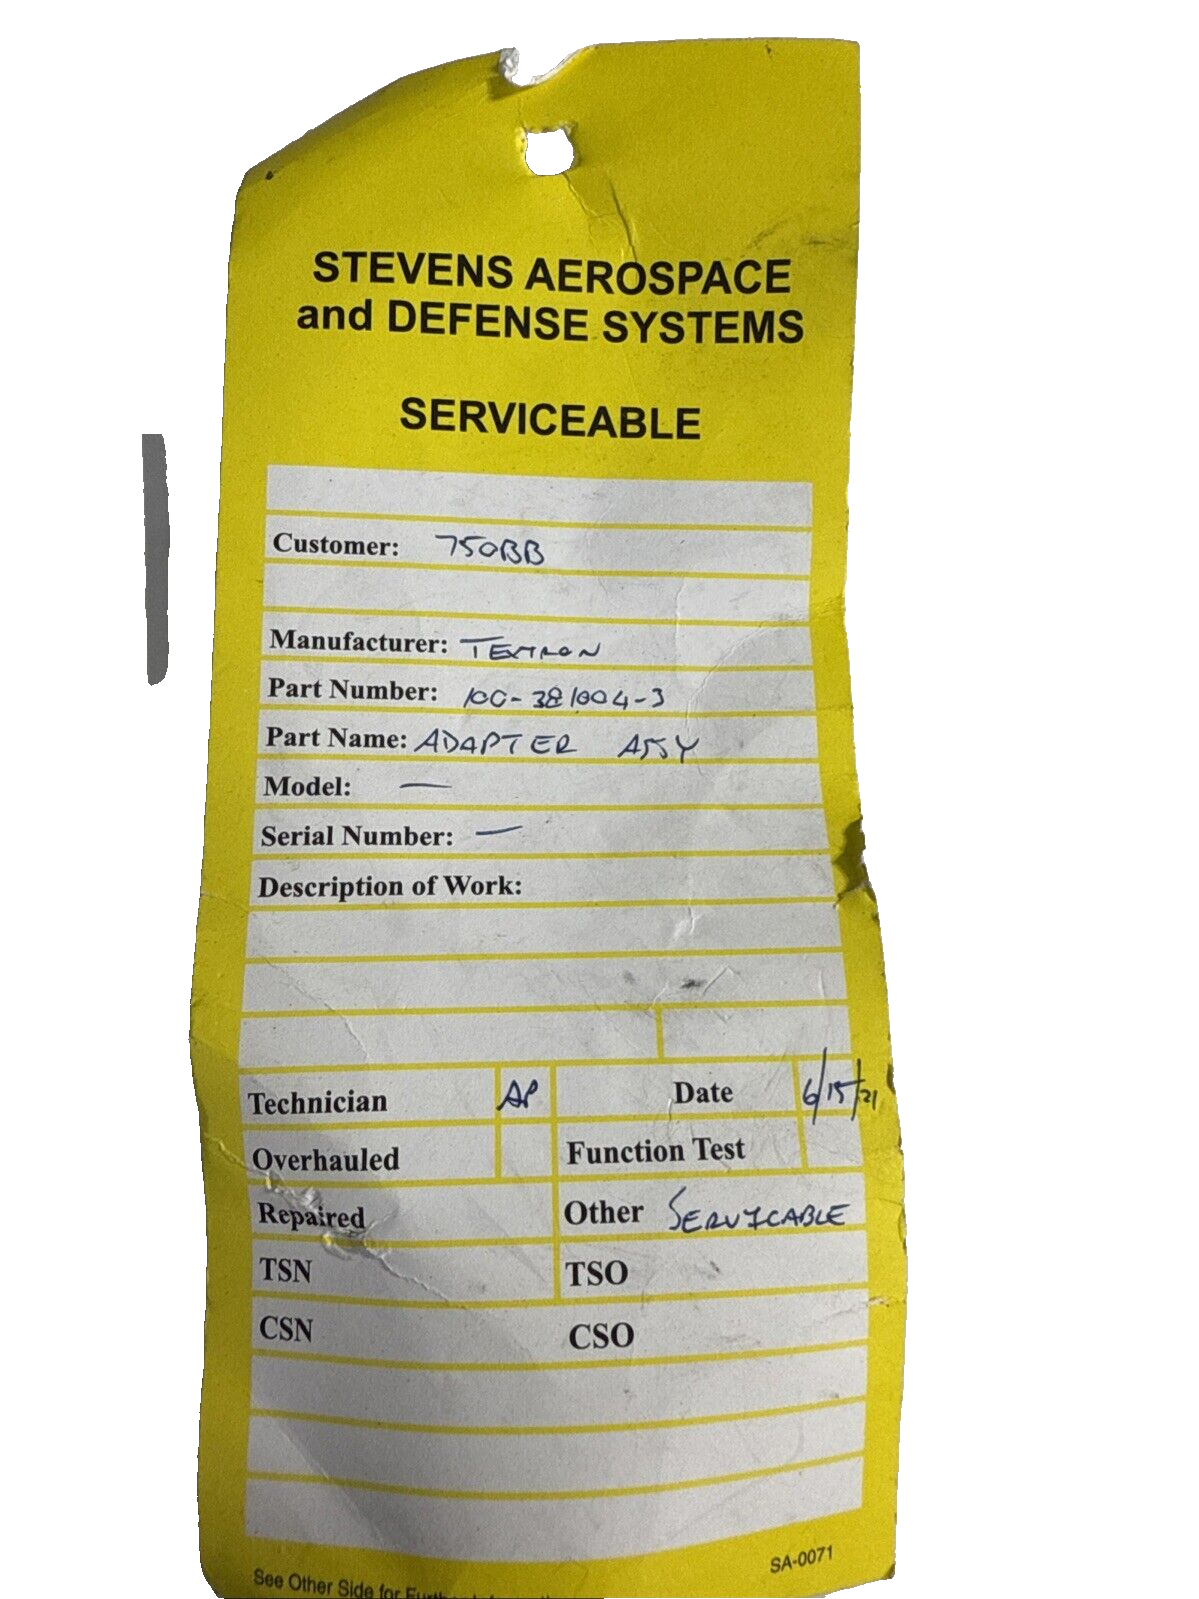 STEVENS AEROSPACE
and DEFENSE SYSTEMS
SERVICEABLE
Customer: 750BB
Manufacturer: TEXTRON
Part Number: 100-381004-3
Part Name: ADAPTER ASSY
Model: —
Serial Number: —
Description of Work:
Technician AP Date 6/15/21
Overhauled Function Test
Repaired Other SERVICABLE
TSN TSO
CSN CSO
SA-0071
See Other Side for